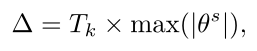 Δ = T_k × max(|θ^s|),